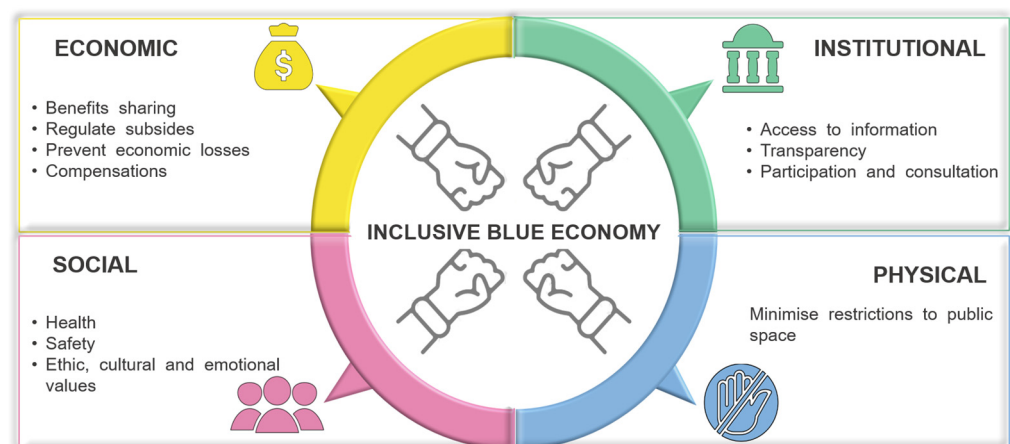 ECONOMIC
• Benefits sharing
• Regulate subsides
• Prevent economic losses
• Compensations
$
INSTITUTIONAL
• Access to information
• Transparency
• Participation and consultation
INCLUSIVE BLUE ECONOMY
SOCIAL
• Health
• Safety
• Ethic, cultural and emotional
values
PHYSICAL
Minimise restrictions to public
space